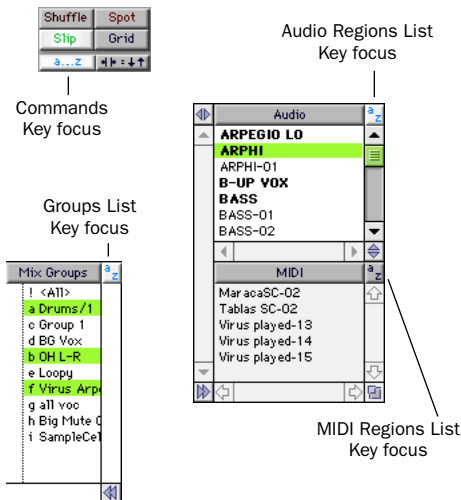 Shuffle Spot
Slip Grid
a...z
Commands
Key focus
Audio Regions List
Key focus
Audio a z
ARPEGIO LO
ARPHI
ARPHI-01
B-UP VOX
BASS
BASS-01
BASS-02
MIDI a z
MaracaSC-02
Tablas SC-02
Virus played-13
Virus played-14
Virus played-15
MIDI Regions List
Key focus
Groups List
Key focus
Mix Groups a z
! <All>
a Drums/1
c Group 1
d BG Vox
b OH L-R
e Loopy
f Virus Arp
g all voc
h Big Mute
i SampleCel